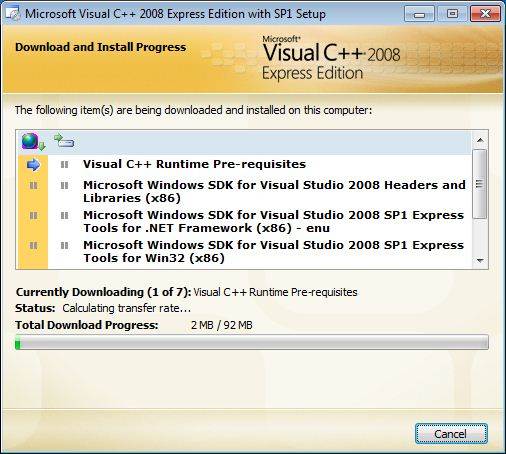 Microsoft Visual C++ 2008 Express Edition with SP1 Setup
Download and Install Progress
Microsoft®
Visual C++® 2008
Express Edition
The following item(s) are being downloaded and installed on this computer:
Visual C++ Runtime Pre-requisites
Microsoft Windows SDK for Visual Studio 2008 Headers and
Libraries (x86)
Microsoft Windows SDK for Visual Studio 2008 SP1 Express
Tools for .NET Framework (x86) - enu
Microsoft Windows SDK for Visual Studio 2008 SP1 Express
Tools for Win32 (x86)
Currently Downloading (1 of 7): Visual C++ Runtime Pre-requisites
Status: Calculating transfer rate...
Total Download Progress: 2 MB / 92 MB
Cancel